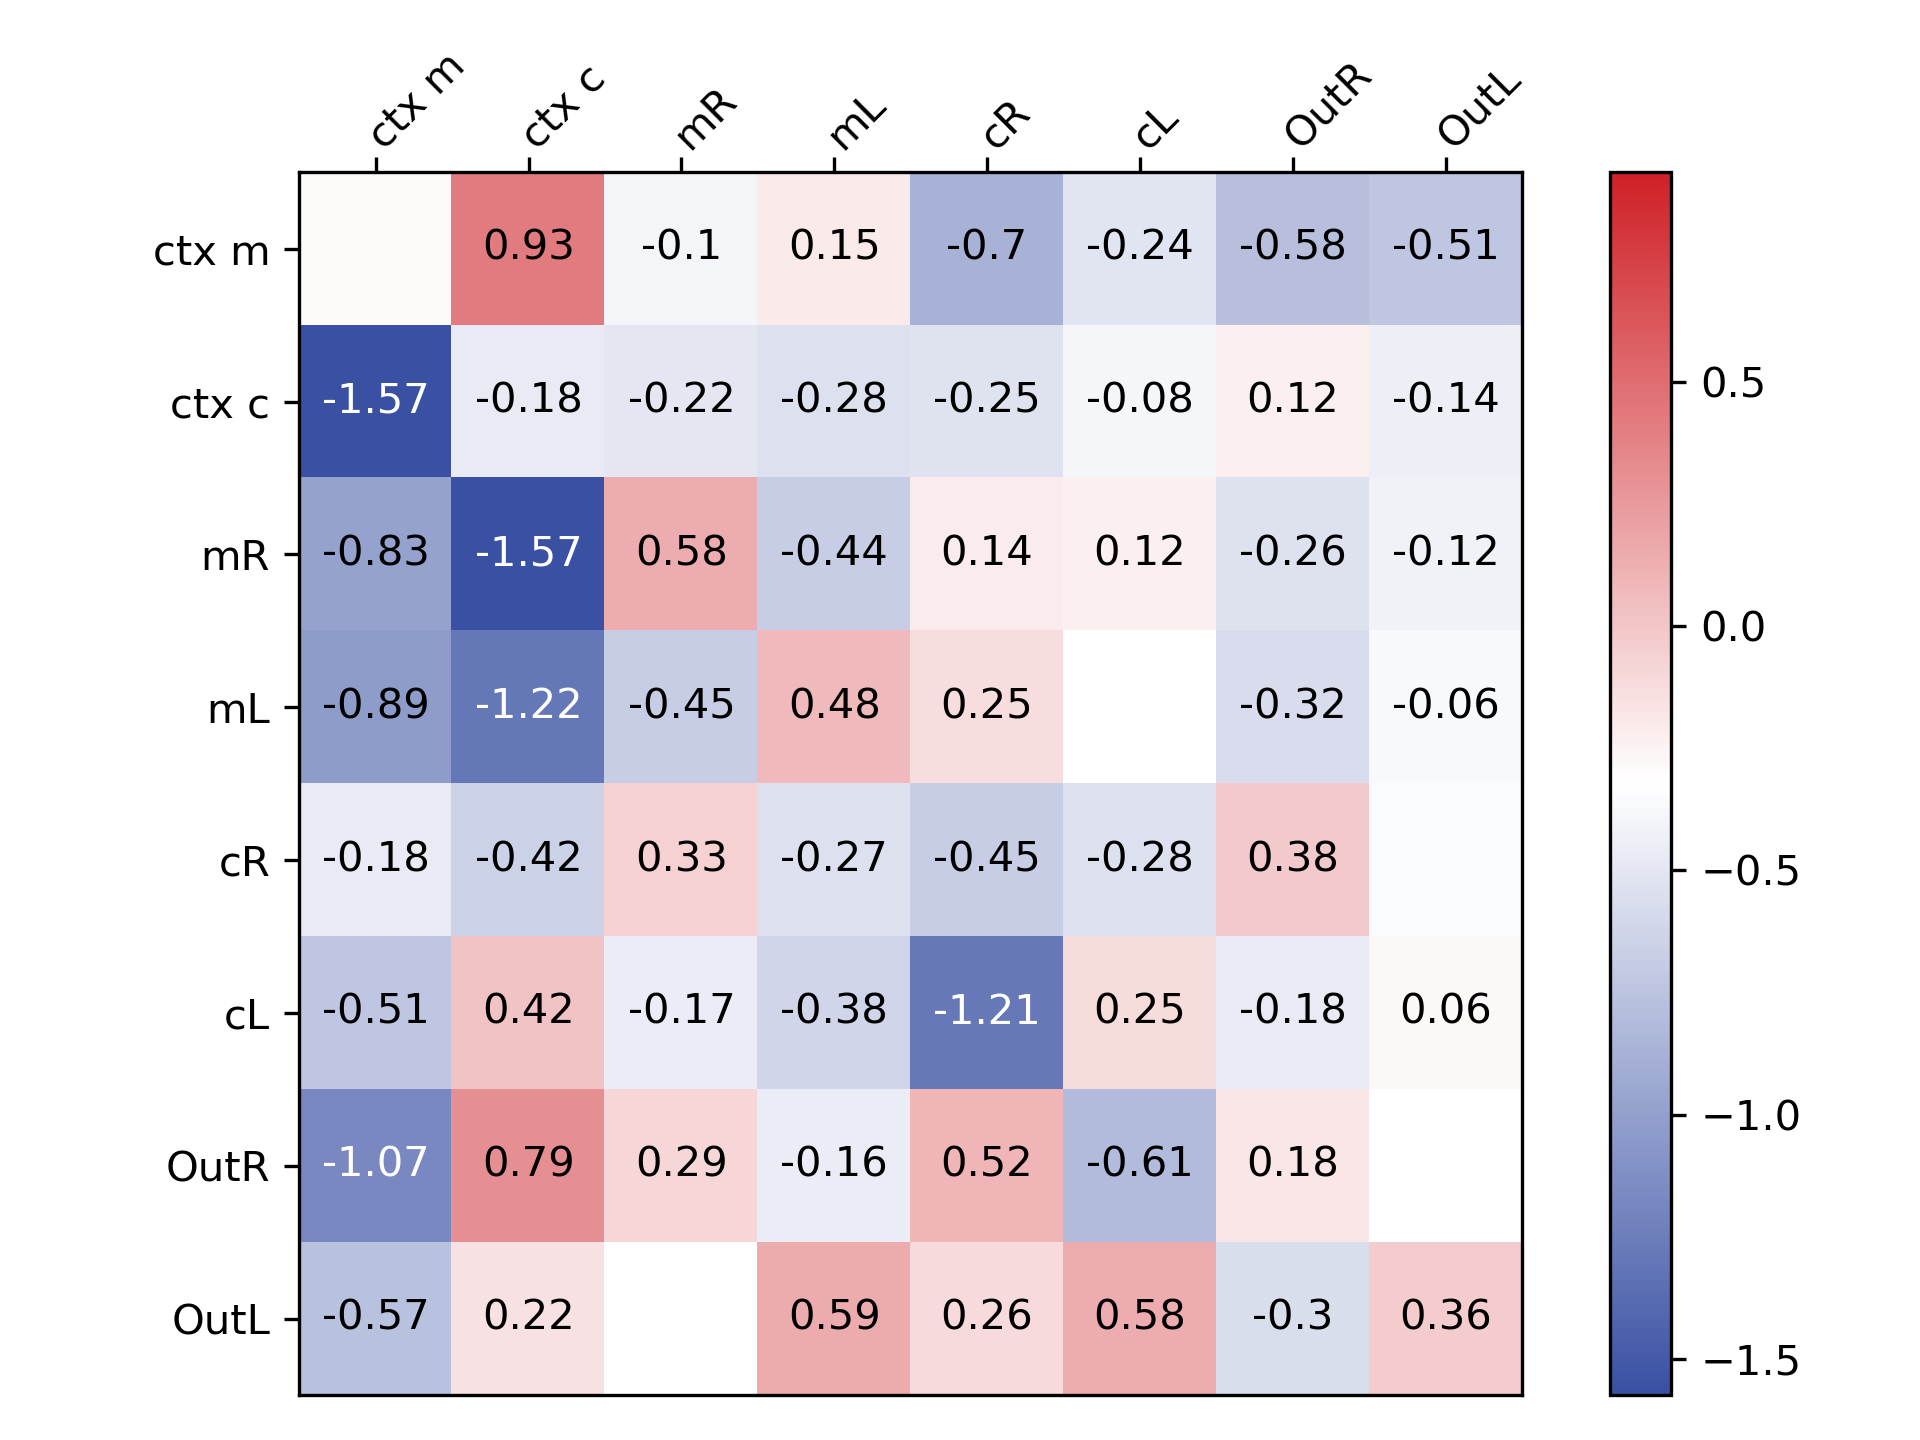 ctx m ctx c mR mL cR cL OutR OutL
ctx m 0.93 -0.1 0.15 -0.7 -0.24 -0.58 -0.51
ctx c -1.57 -0.18 -0.22 -0.28 -0.25 -0.08 0.12 -0.14
mR -0.83 -1.57 0.58 -0.44 0.14 0.12 -0.26 -0.12
mL -0.89 -1.22 -0.45 0.48 0.25 -0.32 -0.06
cR -0.18 -0.42 0.33 -0.27 -0.45 -0.28 0.38
cL -0.51 0.42 -0.17 -0.38 -1.21 0.25 -0.18 0.06
OutR -1.07 0.79 0.29 -0.16 0.52 -0.61 0.18
OutL -0.57 0.22 0.59 0.26 0.58 -0.3 0.36
0.5
0.0
−0.5
−1.0
−1.5